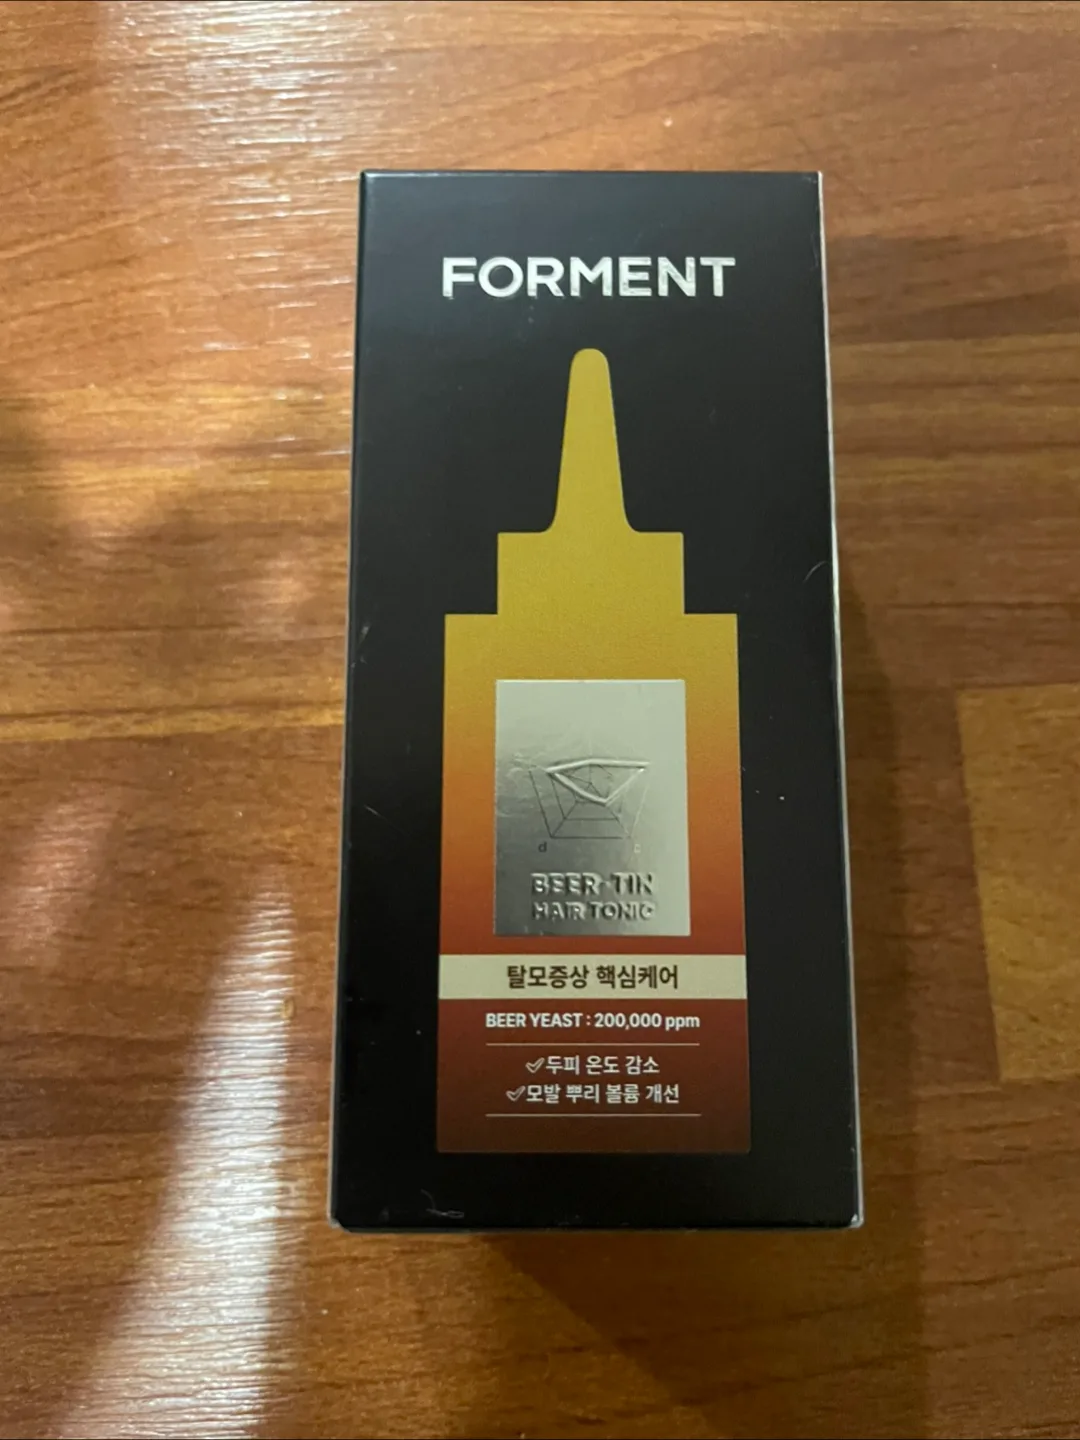 FORMENT
d
BEER-TIN
HAIR TONIC
탈모증상 핵심케어
BEER YEAST : 200,000 ppm
두피 온도 감소
모발 뿌리 볼륨 개선